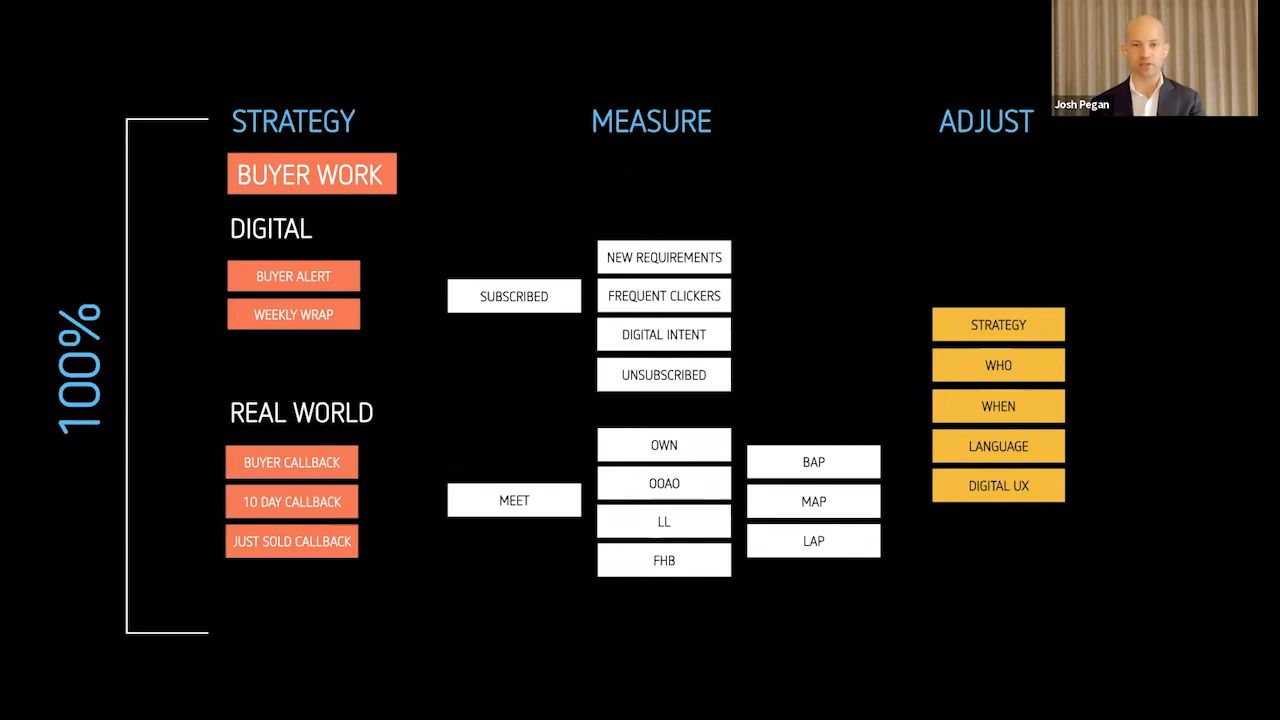 Josh Pegan
STRATEGY
MEASURE
ADJUST
100%
BUYER WORK
DIGITAL
BUYER ALERT
WEEKLY WRAP
SUBSCRIBED
NEW REQUIREMENTS
FREQUENT CLICKERS
DIGITAL INTENT
UNSUBSCRIBED
REAL WORLD
BUYER CALLBACK
10 DAY CALLBACK
JUST SOLD CALLBACK
MEET
OWN
OOAO
LL
FHB
BAP
MAP
LAP
STRATEGY
WHO
WHEN
LANGUAGE
DIGITAL UX